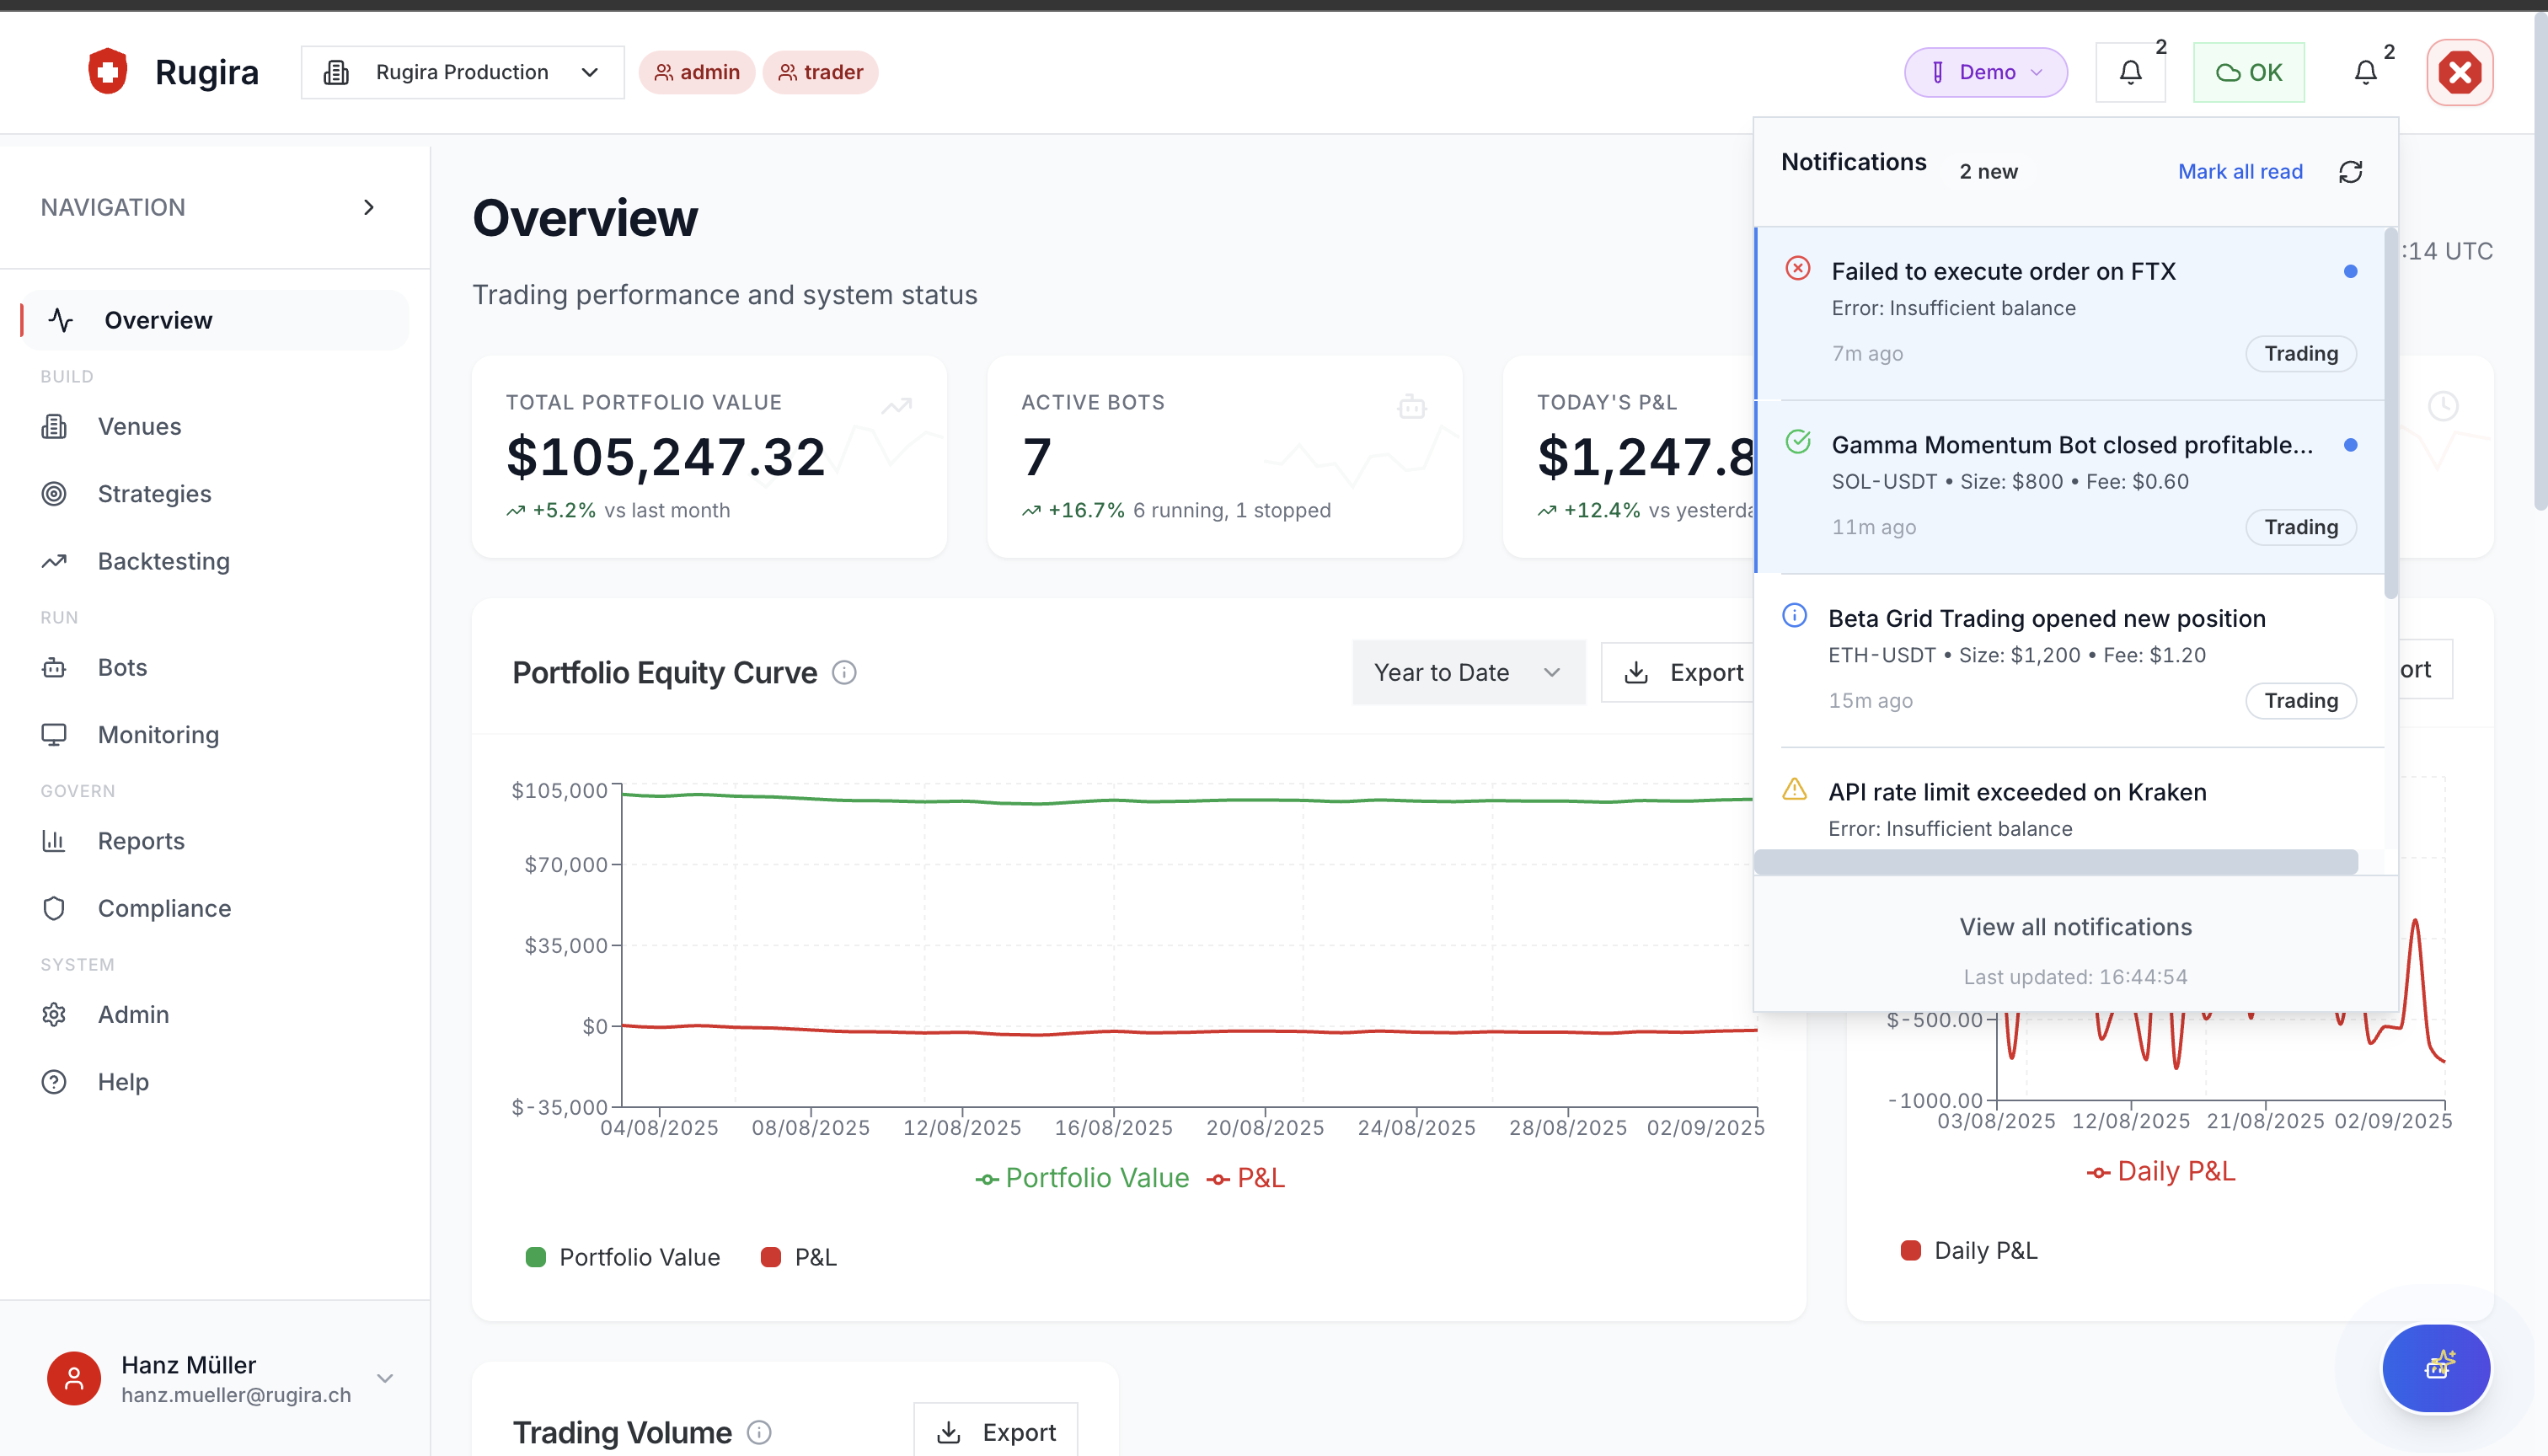 Rugira
Rugira Production
admin
trader
Demo
2
OK
2
NAVIGATION
Overview
BUILD
Venues
Strategies
Backtesting
RUN
Bots
Monitoring
GOVERN
Reports
Compliance
SYSTEM
Admin
Help
Hanz Müller
hanz.mueller@rugira.ch
Overview
Trading performance and system status
:14 UTC
TOTAL PORTFOLIO VALUE
$105,247.32
+5.2% vs last month
ACTIVE BOTS
7
+16.7% 6 running, 1 stopped
TODAY'S P&L
$1,247.8
+12.4% vs yesterda
Notifications
2 new
Mark all read
Failed to execute order on FTX
Error: Insufficient balance
7m ago
Trading
Gamma Momentum Bot closed profitable...
SOL-USDT • Size: $800 • Fee: $0.60
11m ago
Trading
Beta Grid Trading opened new position
ETH-USDT • Size: $1,200 • Fee: $1.20
15m ago
Trading
API rate limit exceeded on Kraken
Error: Insufficient balance
View all notifications
Last updated: 16:44:54
Portfolio Equity Curve
Year to Date
Export
$105,000
$70,000
$35,000
$0
$-35,000
04/08/2025 08/08/2025 12/08/2025 16/08/2025 20/08/2025 24/08/2025 28/08/2025 02/09/2025
Portfolio Value P&L
Portfolio Value P&L
ort
$-500.00
-1000.00
03/08/2025 12/08/2025 21/08/2025 02/09/2025
Daily P&L
Daily P&L
Trading Volume
Export